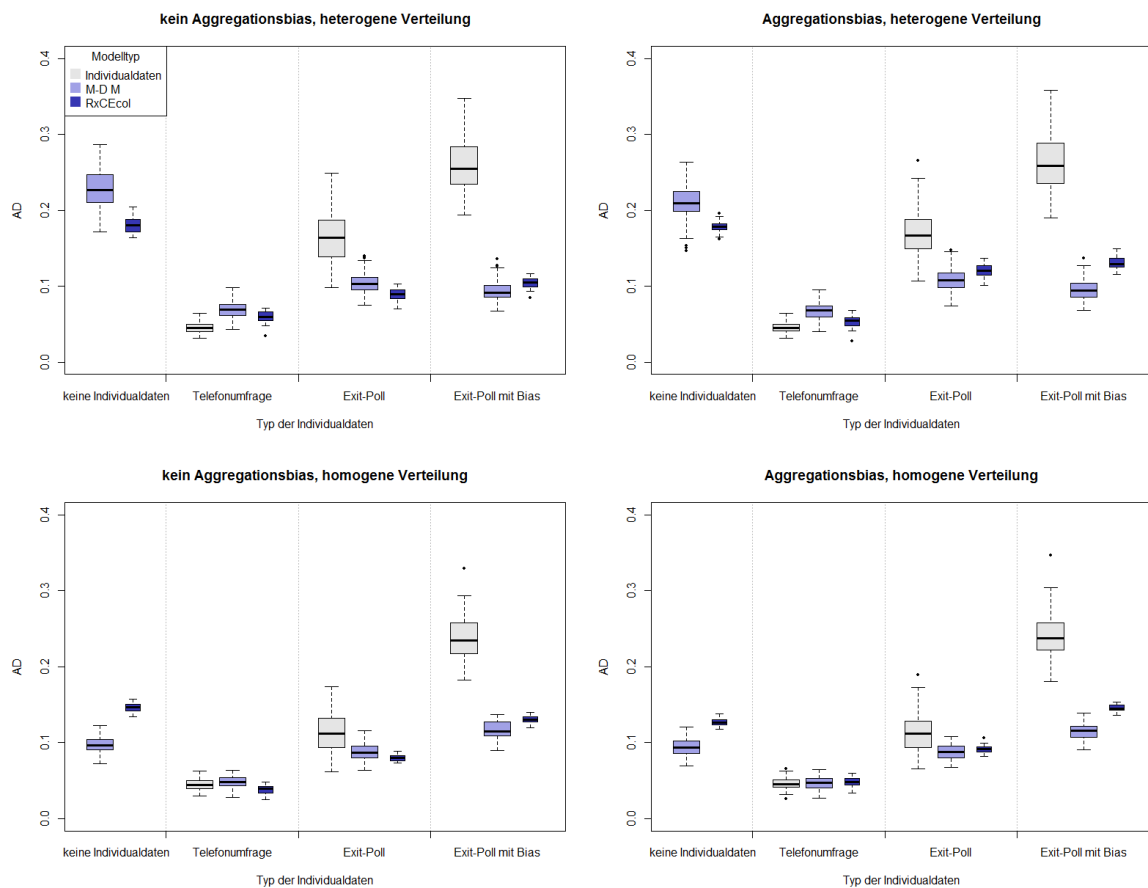 kein Aggregationsbias, heterogene Verteilung
AD
0.0 0.1 0.2 0.3 0.4
Modelltyp
Individualdaten
M-D M
RxCEcol
keine Individualdaten Telefonumfrage Exit-Poll Exit-Poll mit Bias
Typ der Individualdaten
Aggregationsbias, heterogene Verteilung
AD
0.0 0.1 0.2 0.3 0.4
keine Individualdaten Telefonumfrage Exit-Poll Exit-Poll mit Bias
Typ der Individualdaten
kein Aggregationsbias, homogene Verteilung
AD
0.0 0.1 0.2 0.3 0.4
keine Individualdaten Telefonumfrage Exit-Poll Exit-Poll mit Bias
Typ der Individualdaten
Aggregationsbias, homogene Verteilung
AD
0.0 0.1 0.2 0.3 0.4
keine Individualdaten Telefonumfrage Exit-Poll Exit-Poll mit Bias
Typ der Individualdaten